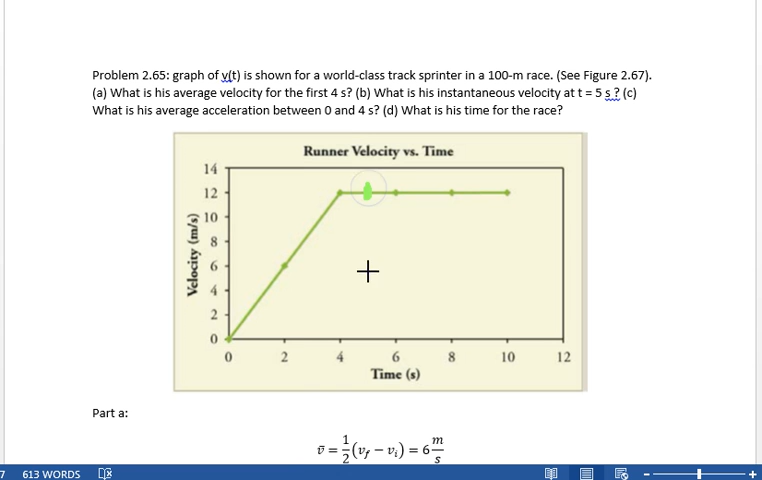 Problem 2.65: graph of v(t) is shown for a world-class track sprinter in a 100-m race. (See Figure 2.67).
(a) What is his average velocity for the first 4 s? (b) What is his instantaneous velocity at t = 5 s ? (c)
What is his average acceleration between 0 and 4 s? (d) What is his time for the race?
Runner Velocity vs. Time
14
12
10
8
6
4
2
0
Velocity (m/s)
0 2 4 6 8 10 12
Time (s)
Part a:
v̄ = 1/2 (v_f − v_i) = 6 m/s
7 613 WORDS